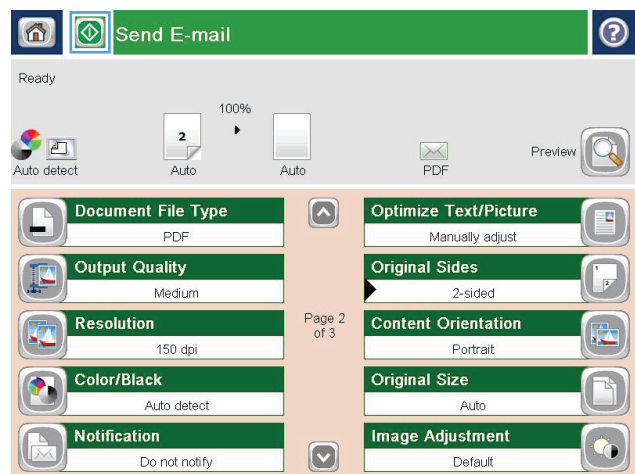 Send E-mail
?
Ready
100%
2
Auto detect
Auto
Auto
PDF
Preview
Document File Type
PDF
Output Quality
Medium
Resolution
150 dpi
Color/Black
Auto detect
Notification
Do not notify
Page 2
of 3
Optimize Text/Picture
Manually adjust
Original Sides
2-sided
1
2
Content Orientation
Portrait
Original Size
Auto
Image Adjustment
Default